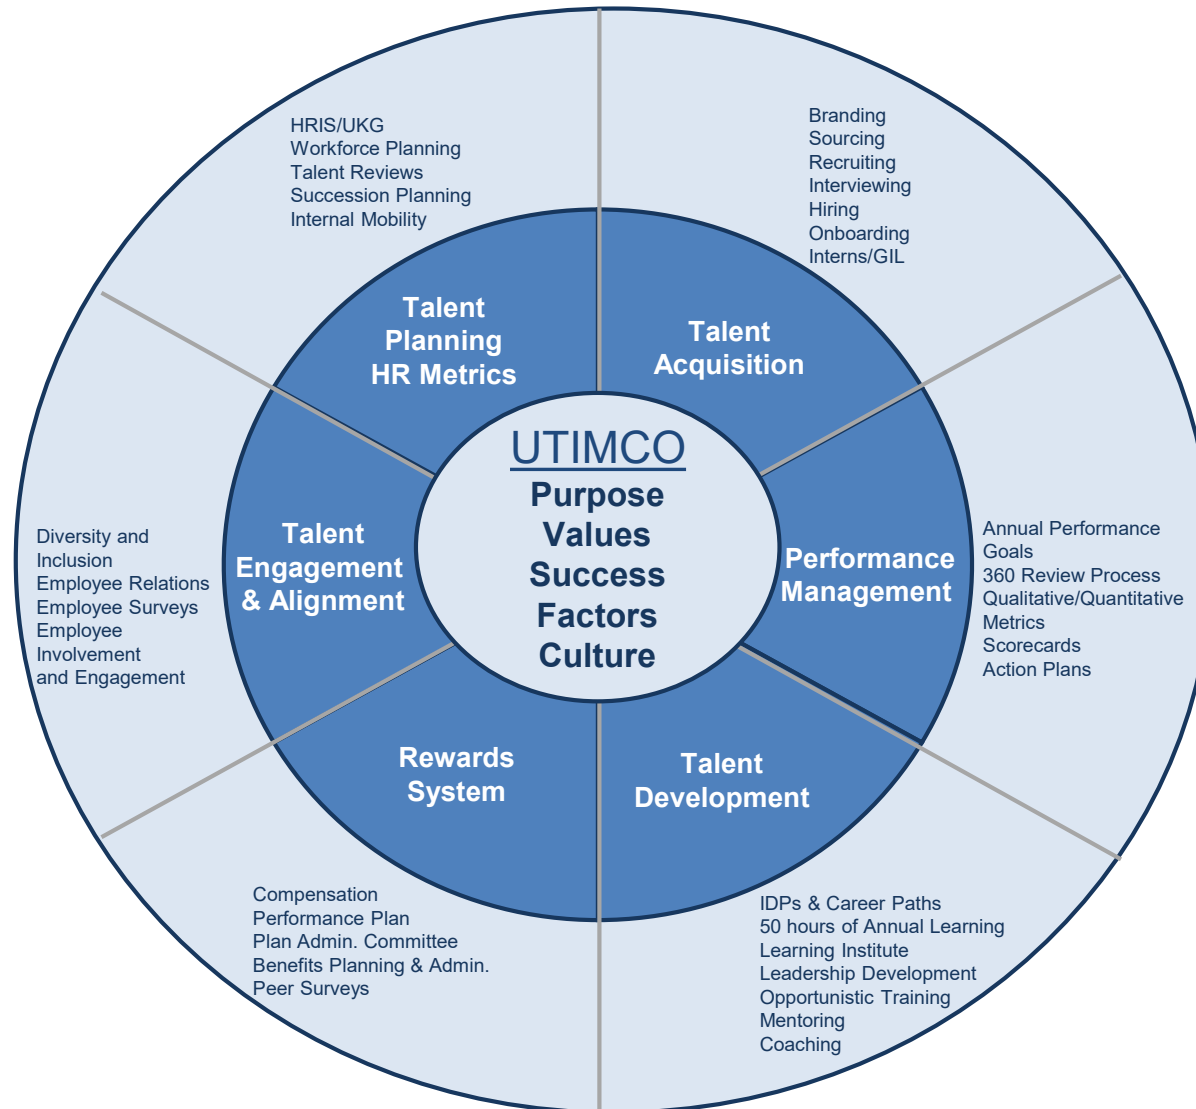 HRIS/UKG
Workforce Planning
Talent Reviews
Succession Planning
Internal Mobility
Branding
Sourcing
Recruiting
Interviewing
Hiring
Onboarding
Interns/GIL
Talent
Planning
HR Metrics
Talent
Acquisition
UTIMCO
Purpose
Values
Success
Factors
Culture
Diversity and
Inclusion
Employee Relations
Employee Surveys
Employee
Involvement
and Engagement
Talent
Engagement
& Alignment
Performance
Management
Annual Performance
Goals
360 Review Process
Qualitative/Quantitative
Metrics
Scorecards
Action Plans
Rewards
System
Talent
Development
Compensation
Performance Plan
Plan Admin. Committee
Benefits Planning & Admin.
Peer Surveys
IDPs & Career Paths
50 hours of Annual Learning
Learning Institute
Leadership Development
Opportunistic Training
Mentoring
Coaching